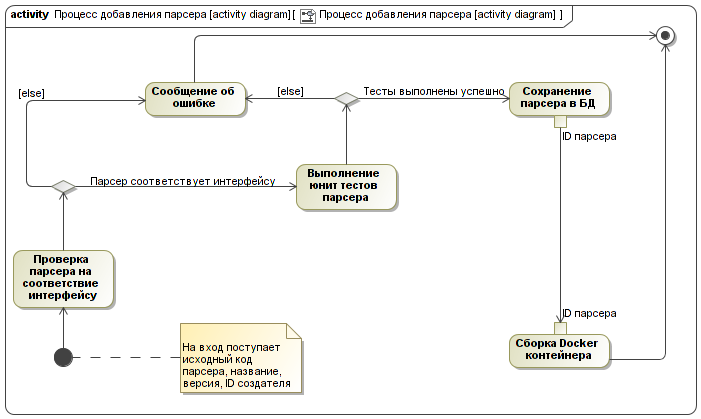 activity Процесс добавления парсера [activity diagram] [ Процесс добавления парсера [activity diagram] ]
[else]
Сообщение об
ошибке
[else]
Тесты выполнены успешно
Сохранение
парсера в БД
ID парсера
Парсер соответствует интерфейсу
Выполнение
юнит тестов
парсера
Проверка
парсера на
соответствие
интерфейсу
ID парсера
Сборка Docker
контейнера
На вход поступает
исходный код
парсера, название,
версия, ID создателя